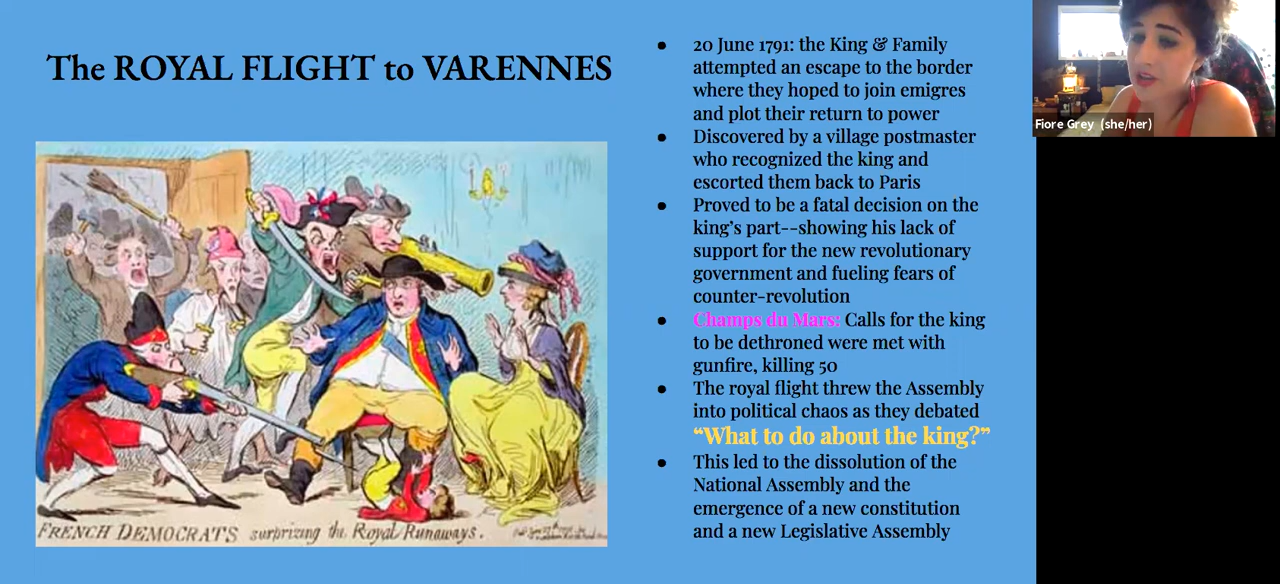 The ROYAL FLIGHT to VARENNES
FRENCH DEMOCRATS surprizing the Royal Runaways.
20 June 1791: the King & Family
attempted an escape to the border
where they hoped to join emigres
and plot their return to power
Discovered by a village postmaster
who recognized the king and
escorted them back to Paris
Proved to be a fatal decision on the
king's part--showing his lack of
support for the new revolutionary
government and fueling fears of
counter-revolution
Champs du Mars: Calls for the king
to be dethroned were met with
gunfire, killing 50
The royal flight threw the Assembly
into political chaos as they debated
“What to do about the king?”
This led to the dissolution of the
National Assembly and the
emergence of a new constitution
and a new Legislative Assembly
Fiore Grey (she/her)